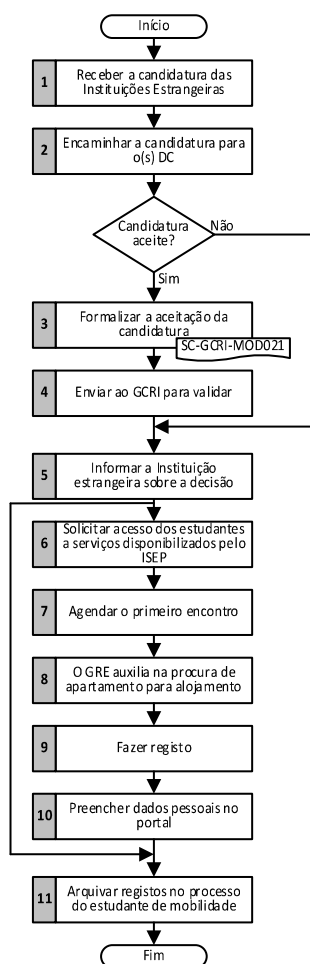 Início
1
Receber a candidatura das
Instituições Estrangeiras
2
Encaminhar a candidatura para
o(s) DC
Candidatura
aceite?
Não
Sim
3
Formalizar a aceitação da
candidatura
SC-GCRI-MOD021
4
Enviar ao GCRI para validar
5
Informar a Instituição
estrangeira sobre a decisão
6
Solicitar acesso dos estudantes
a serviços disponibilizados pelo
ISEP
7
Agendar o primeiro encontro
8
O GRE auxilia na procura de
apartamento para alojamento
9
Fazer registo
10
Preencher dados pessoais no
portal
11
Arquivar registos no processo
do estudante de mobilidade
Fim